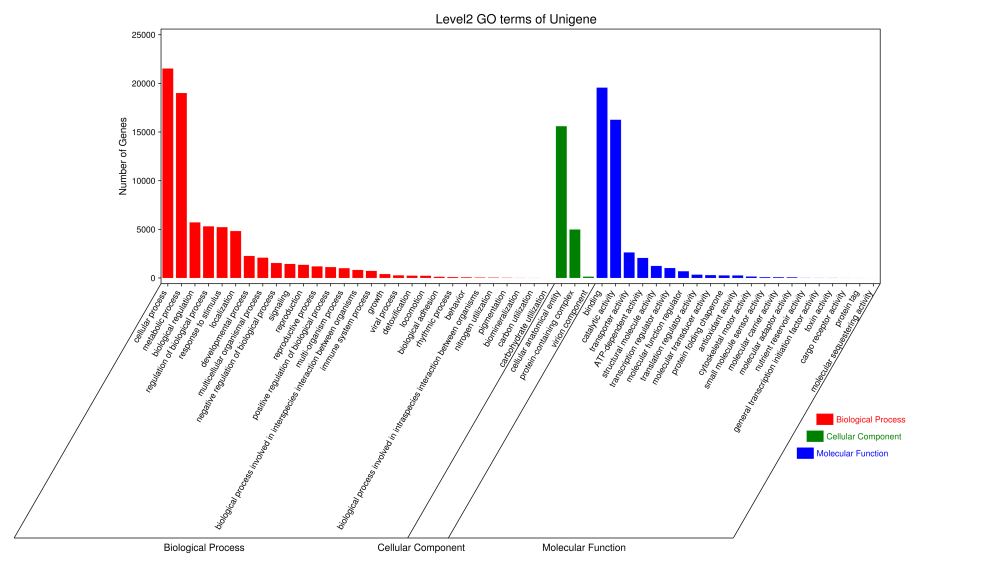 Level2 GO terms of Unigene
Number of Genes
25000
20000
15000
10000
5000
0
cellular process
metabolic process
biological regulation
regulation of biological process
response to stimulus
localization
developmental process
multicellular organismal process
negative regulation of biological process
signaling
reproduction
reproductive process
positive regulation of biological process
multi-organism process
biological process involved in interspecies interaction between organisms
immune system process
growth
viral process
detoxification
locomotion
biological adhesion
rhythmic process
behavior
biological process involved in intraspecies interaction between organisms
nitrogen utilization
pigmentation
biomineralization
carbon utilization
carbohydrate utilization
cellular anatomical entity
protein-containing complex
virion component
binding
catalytic activity
transporter activity
ATP-dependent activity
structural molecule activity
transcription regulator activity
molecular function regulator
translation regulator activity
molecular transducer activity
protein folding chaperone
antioxidant activity
cytoskeletal motor activity
small molecule sensor activity
molecular carrier activity
molecular adaptor activity
nutrient reservoir activity
general transcription initiation factor activity
toxin activity
cargo receptor activity
protein tag
molecular sequestering activity
Biological Process
Cellular Component
Molecular Function
Biological Process
Cellular Component
Molecular Function